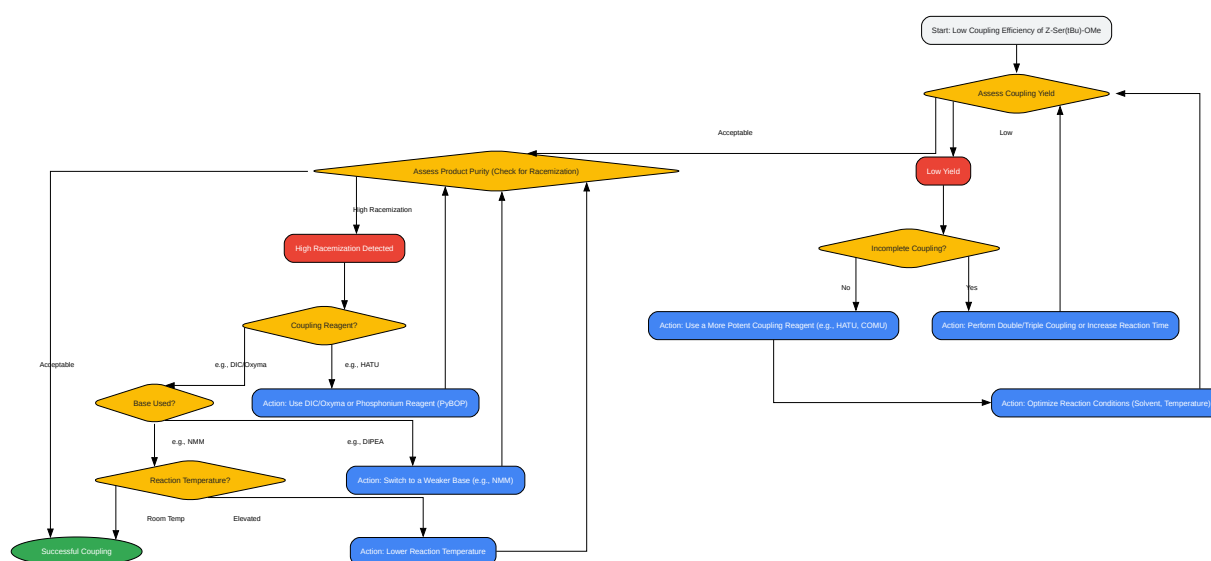 Start: Low Coupling Efficiency of Z-Ser(tBu)-OMe
Assess Coupling Yield
Acceptable
Low
Assess Product Purity (Check for Racemization)
Low Yield
High Racemization
High Racemization Detected
Incomplete Coupling?
No
Yes
Coupling Reagent?
Action: Use a More Potent Coupling Reagent (e.g., HATU, COMU)
Action: Perform Double/Triple Coupling or Increase Reaction Time
Acceptable
e.g., DIC/Oxyma
e.g., HATU
Base Used?
Action: Use DIC/Oxyma or Phosphonium Reagent (PyBOP)
Action: Optimize Reaction Conditions (Solvent, Temperature)
e.g., NMM
e.g., DIPEA
Reaction Temperature?
Action: Switch to a Weaker Base (e.g., NMM)
Room Temp
Elevated
Successful Coupling
Action: Lower Reaction Temperature